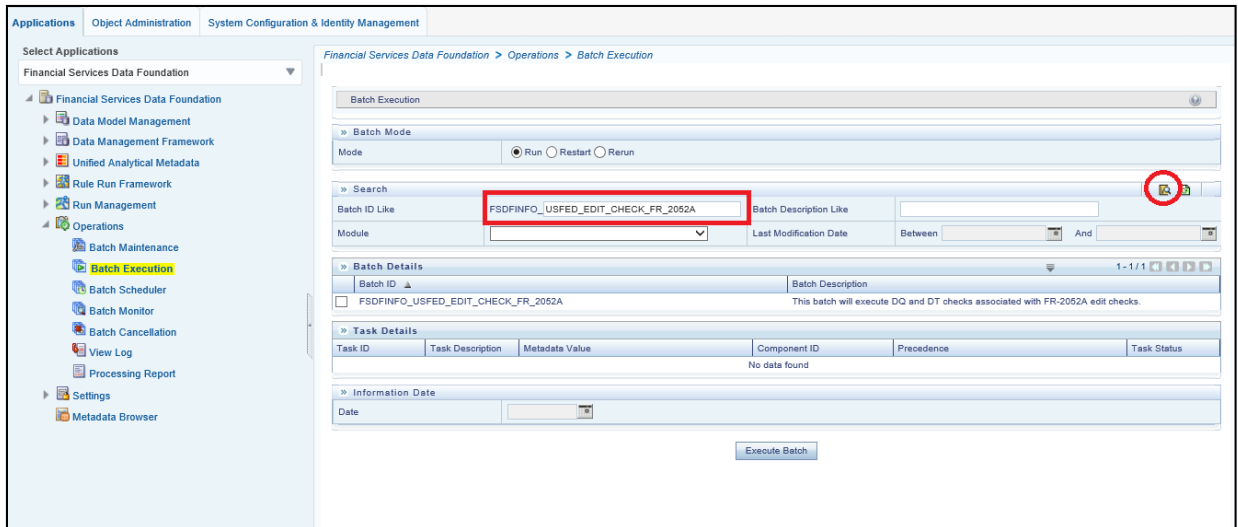 Applications Object Administration System Configuration & Identity Management
Select Applications
Financial Services Data Foundation
Financial Services Data Foundation
Data Model Management
Data Management Framework
Unified Analytical Metadata
Rule Run Framework
Run Management
Operations
Batch Maintenance
Batch Execution
Batch Scheduler
Batch Monitor
Batch Cancellation
View Log
Processing Report
Settings
Metadata Browser
Financial Services Data Foundation > Operations > Batch Execution
Batch Execution
» Batch Mode
Mode Run Restart Rerun
» Search
Batch ID Like FSDFINFO_ USFED_EDIT_CHECK_FR_2052A Batch Description Like
Module Last Modification Date Between And
» Batch Details 1-1/1
Batch ID Batch Description
FSDFINFO_USFED_EDIT_CHECK_FR_2052A This batch will execute DQ and DT checks associated with FR-2052A edit checks.
» Task Details
Task ID Task Description Metadata Value Component ID Precedence Task Status
No data found
» Information Date
Date
Execute Batch